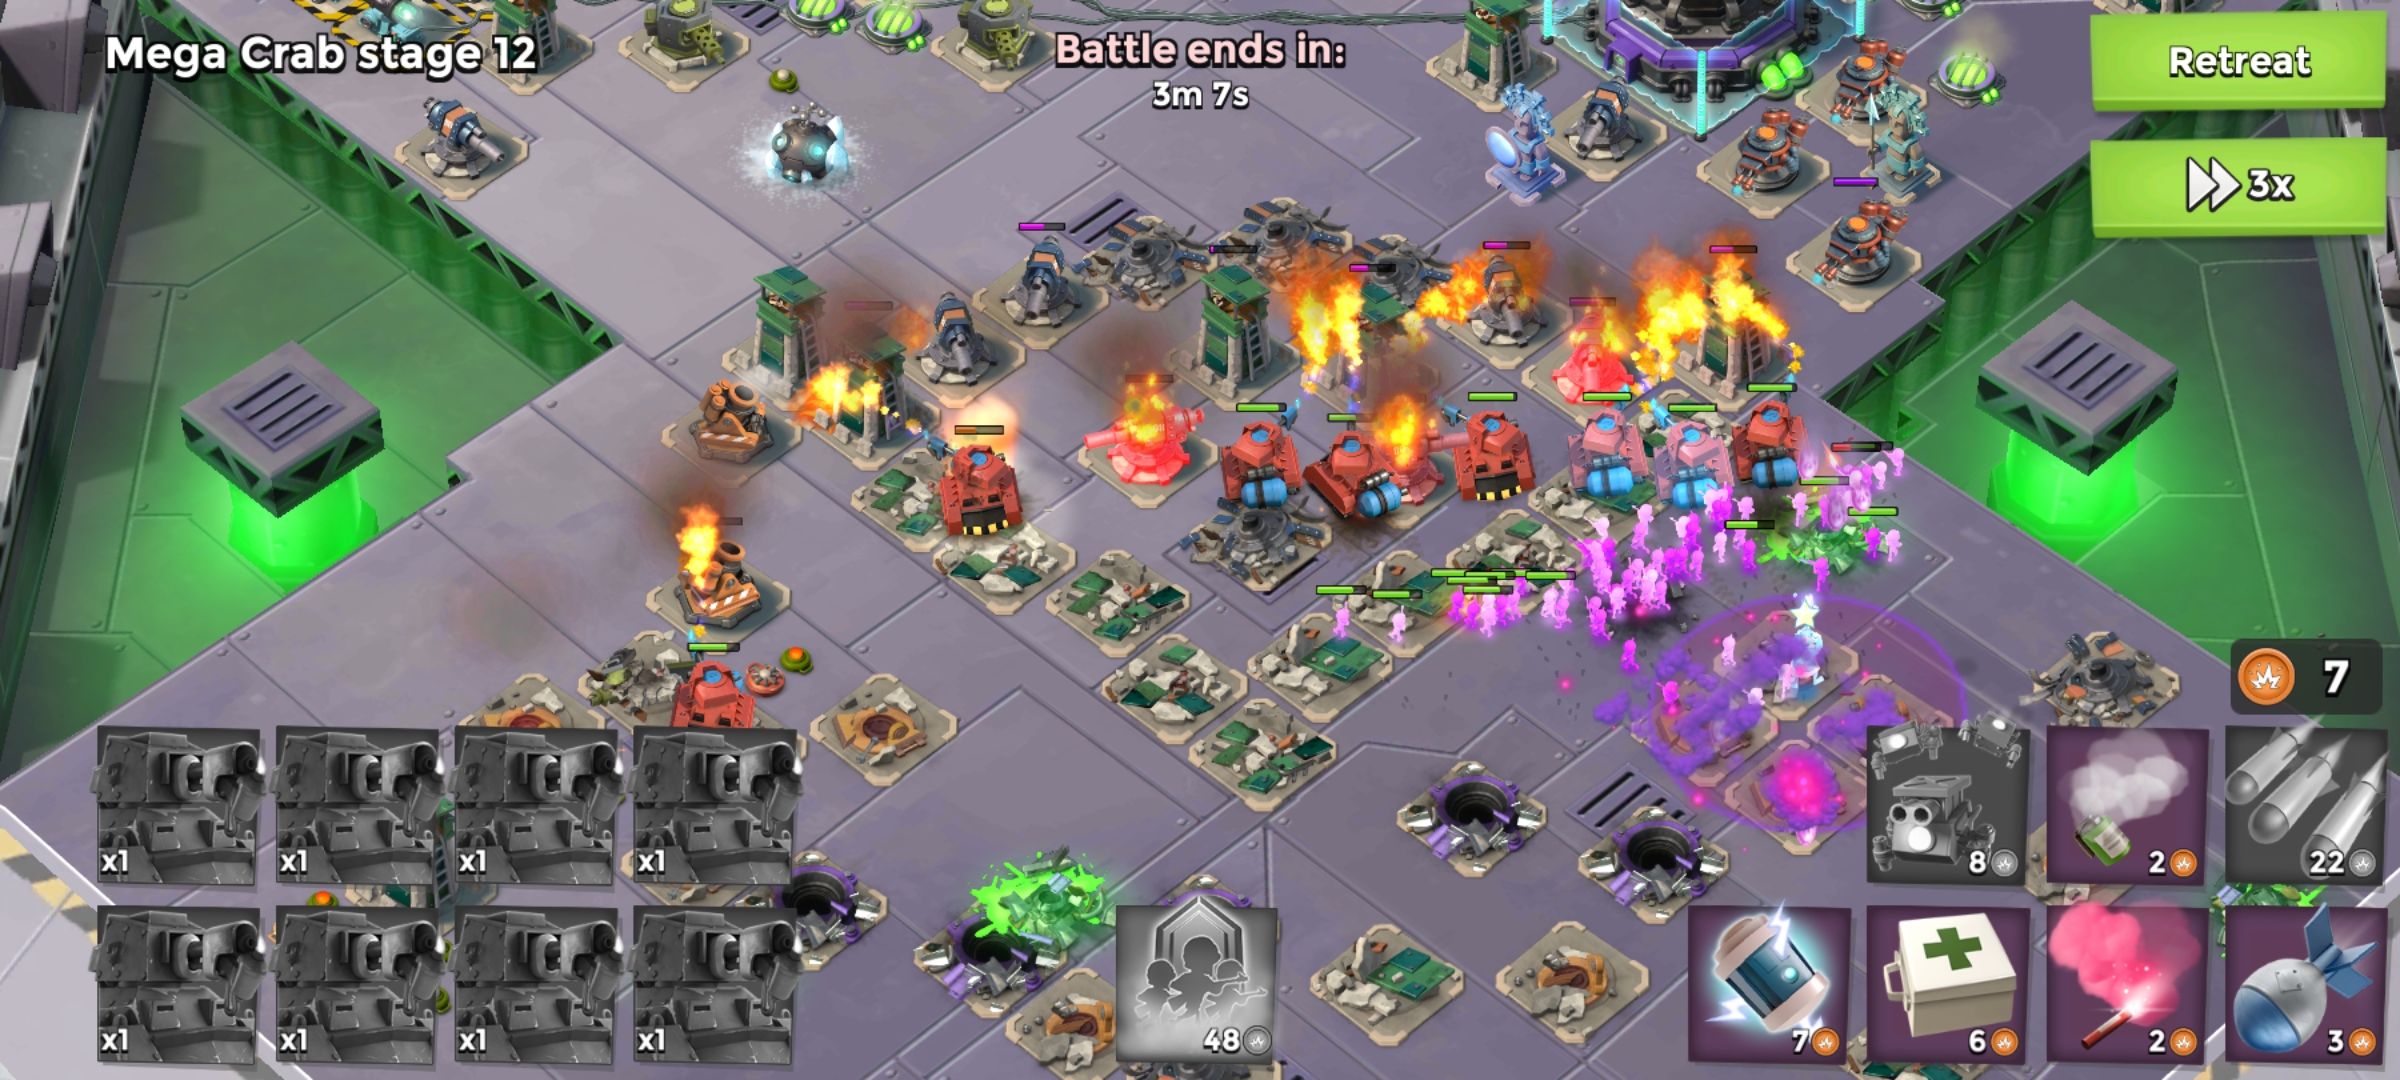 Mega Crab stage 12
Battle ends in:
3m 7s
Retreat
3x
7
x1
x1
x1
x1
8
2
22
x1
x1
x1
x1
48
7
6
2
3